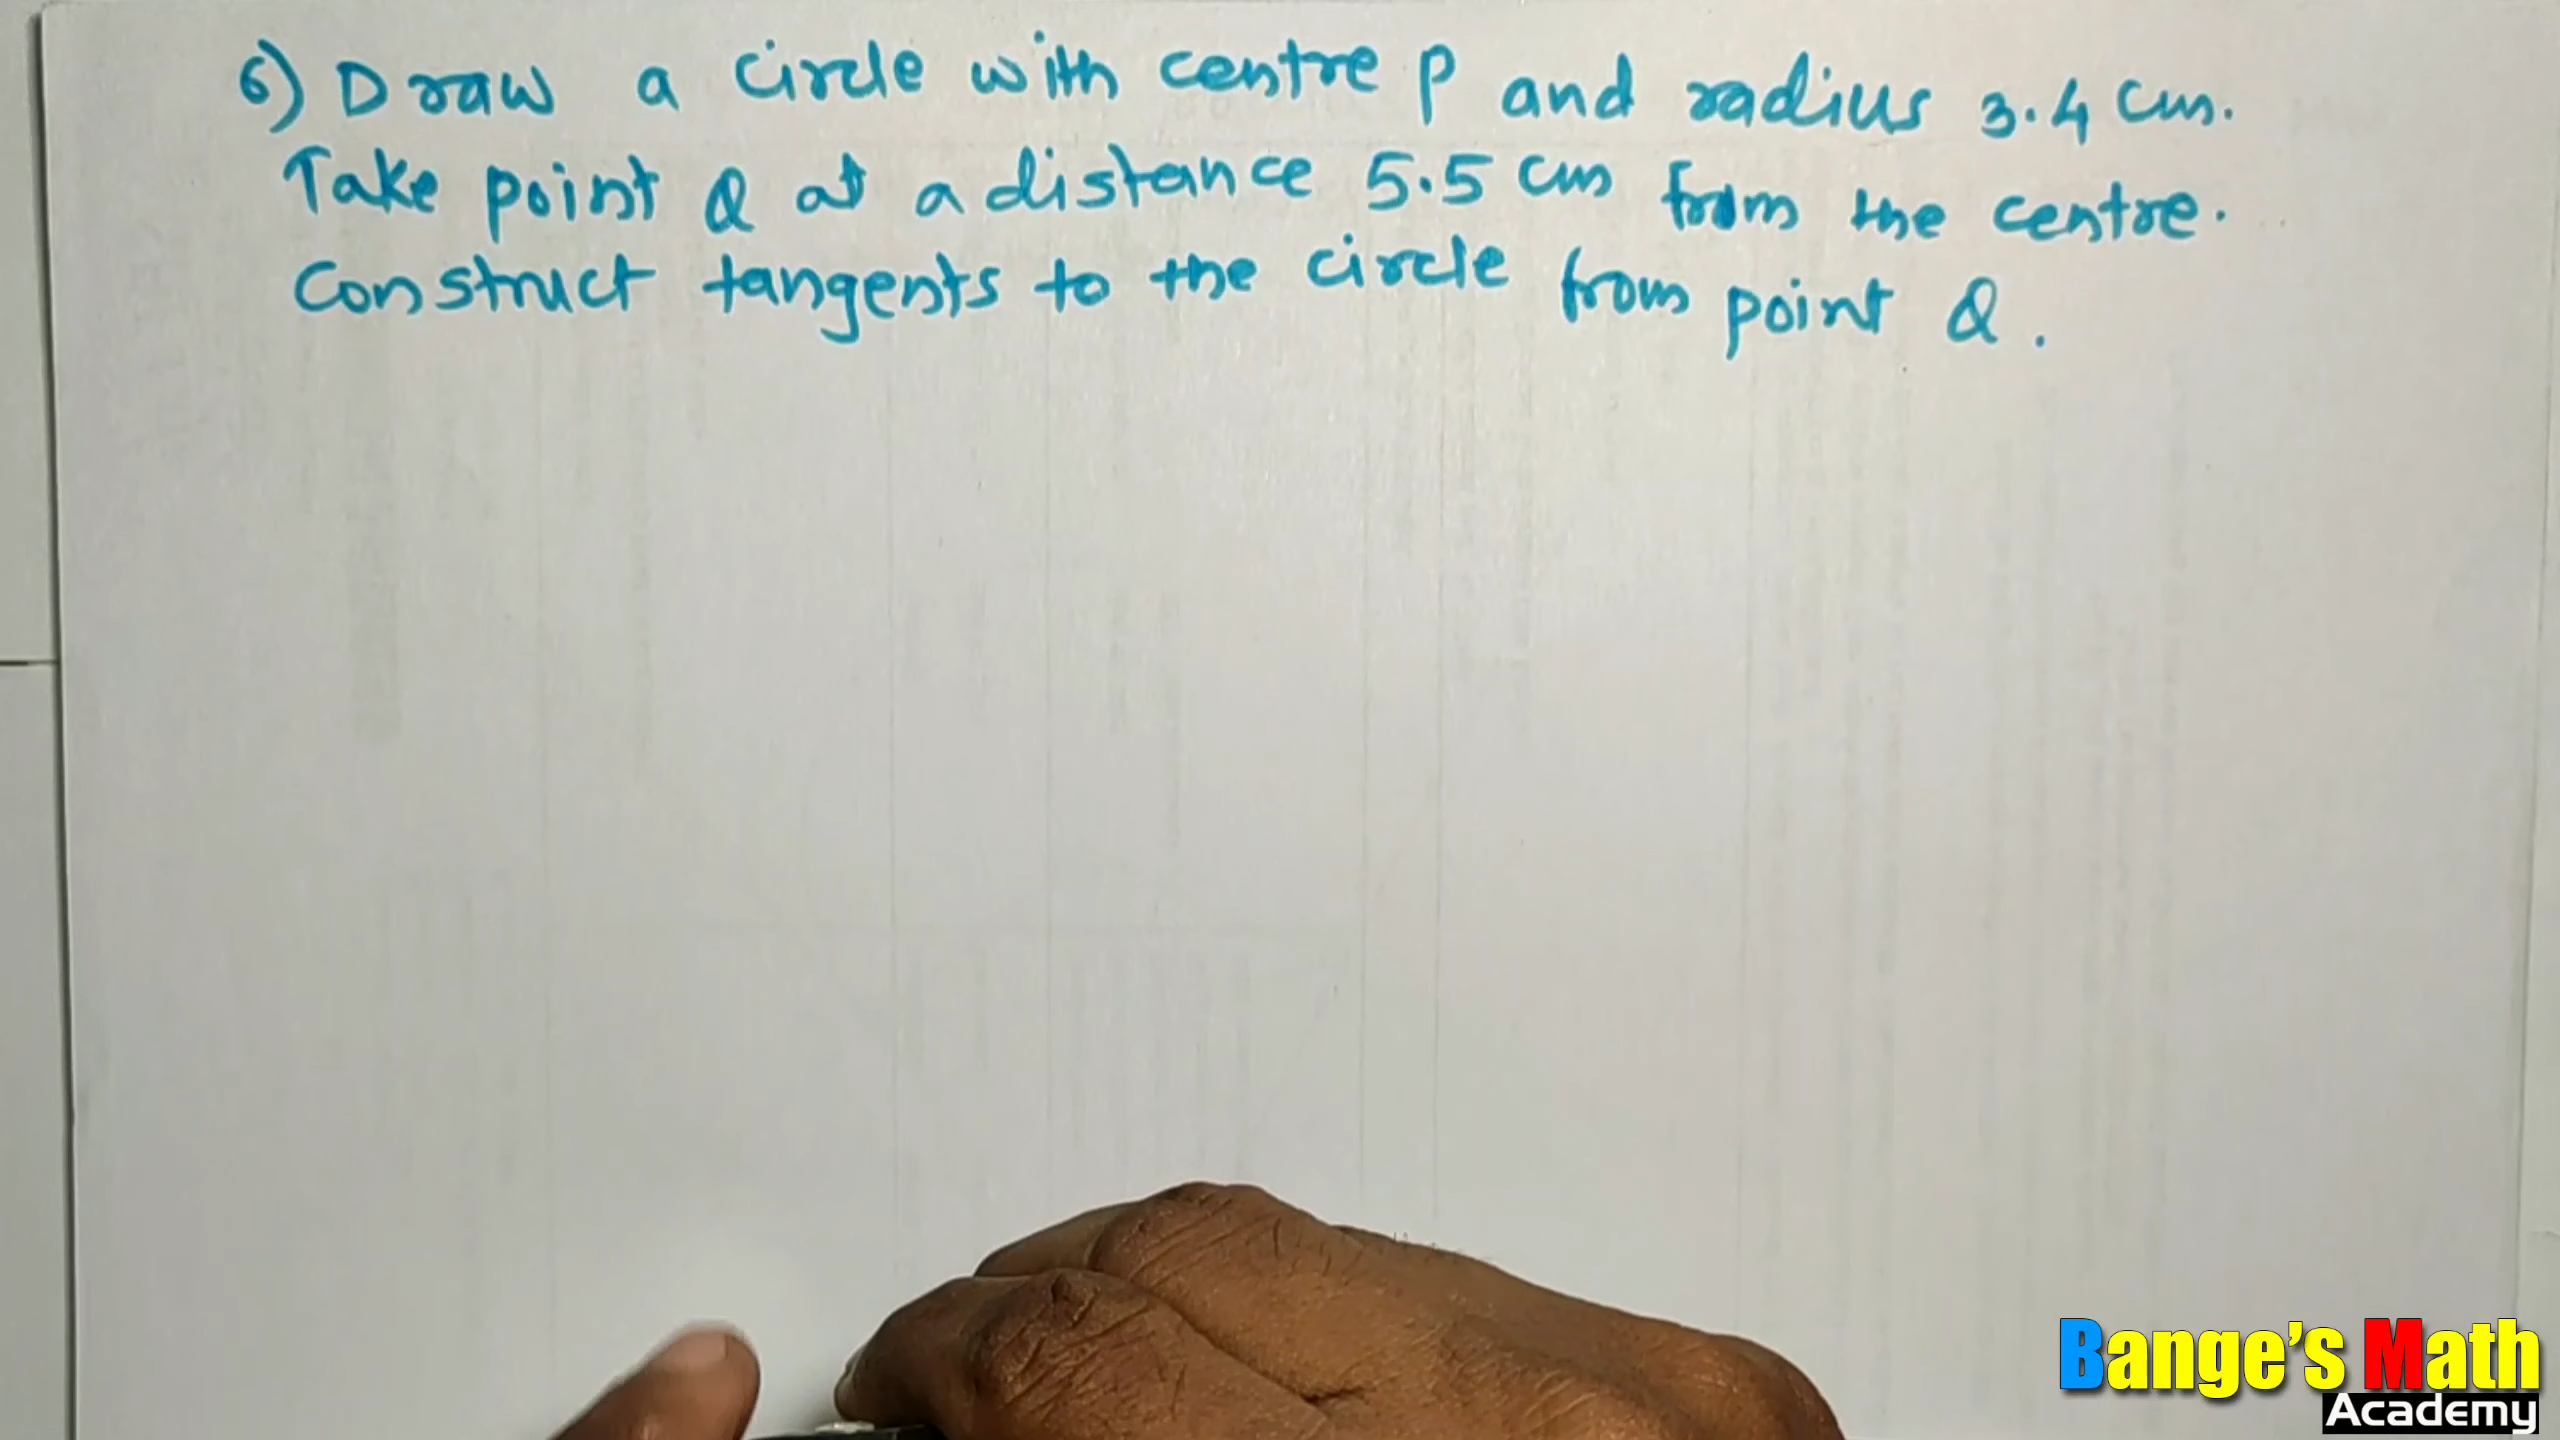 6) Draw a circle with centre P and radius 3.4 cm.
Take point Q at a distance 5.5 cm from the centre.
Construct tangents to the circle from point Q.
Bange's Math
Academy